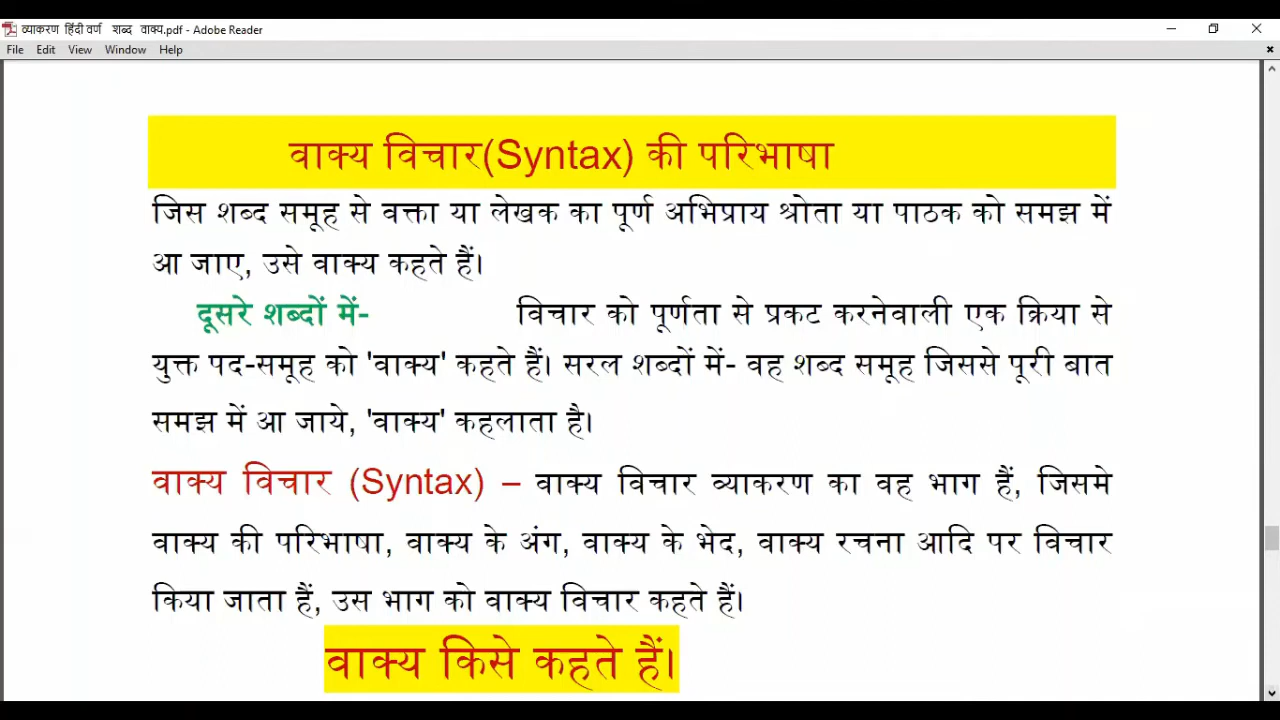 व्याकरण हिंदी वर्ण शब्द वाक्य.pdf - Adobe Reader
File Edit View Window Help
वाक्य विचार(Syntax) की परिभाषा
जिस शब्द समूह से वक्ता या लेखक का पूर्ण अभिप्राय श्रोता या पाठक को समझ में
आ जाए, उसे वाक्य कहते हैं।
दूसरे शब्दों में- विचार को पूर्णता से प्रकट करनेवाली एक क्रिया से
युक्त पद-समूह को 'वाक्य' कहते हैं। सरल शब्दों में- वह शब्द समूह जिससे पूरी बात
समझ में आ जाये, 'वाक्य' कहलाता है।
वाक्य विचार (Syntax) – वाक्य विचार व्याकरण का वह भाग हैं, जिसमे
वाक्य की परिभाषा, वाक्य के अंग, वाक्य के भेद, वाक्य रचना आदि पर विचार
किया जाता हैं, उस भाग को वाक्य विचार कहते हैं।
वाक्य किसे कहते हैं।